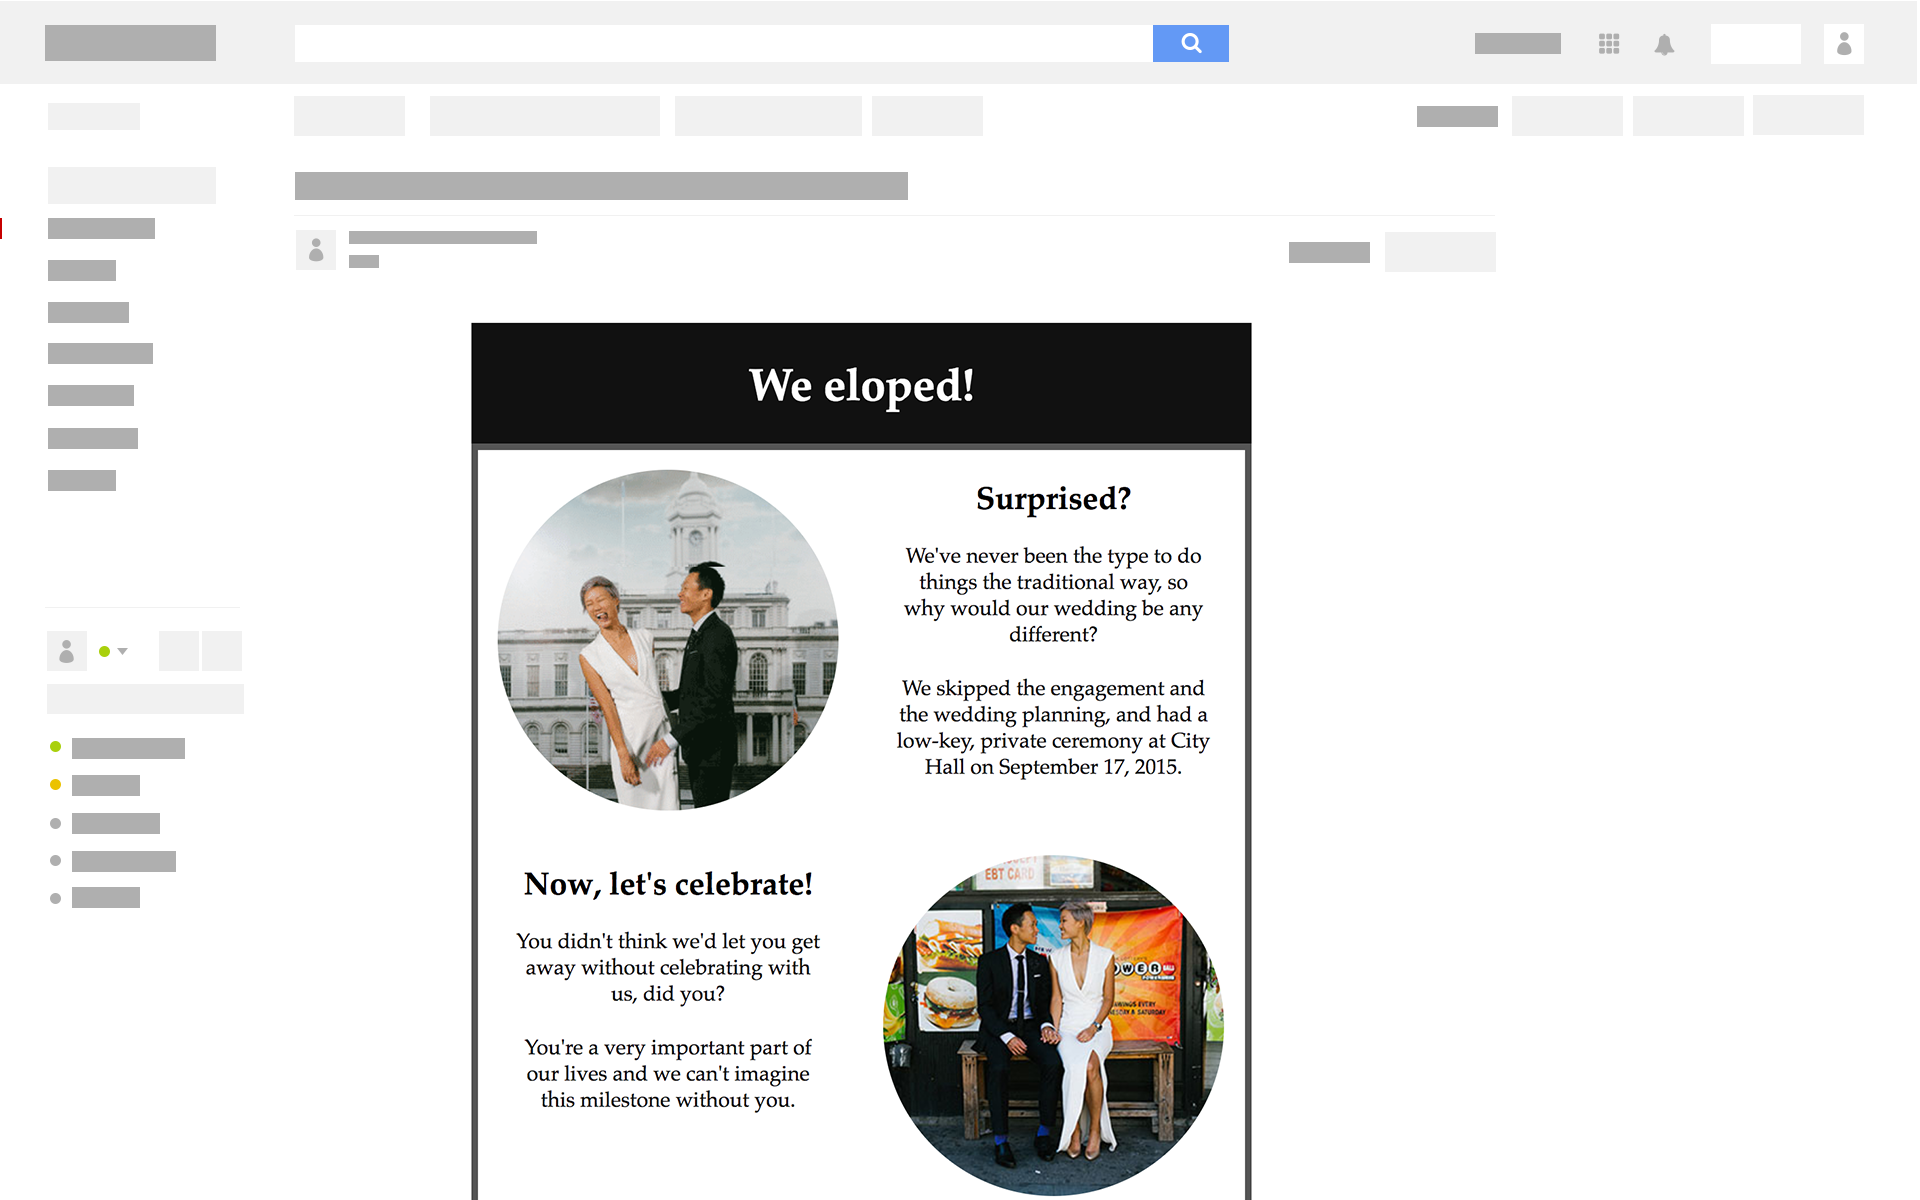 We eloped!
Surprised?
We've never been the type to do
things the traditional way, so
why would our wedding be any
different?
We skipped the engagement and
the wedding planning, and had a
low-key, private ceremony at City
Hall on September 17, 2015.
Now, let's celebrate!
You didn't think we'd let you get
away without celebrating with
us, did you?
You're a very important part of
our lives and we can't imagine
this milestone without you.
EBT CARD
OWER